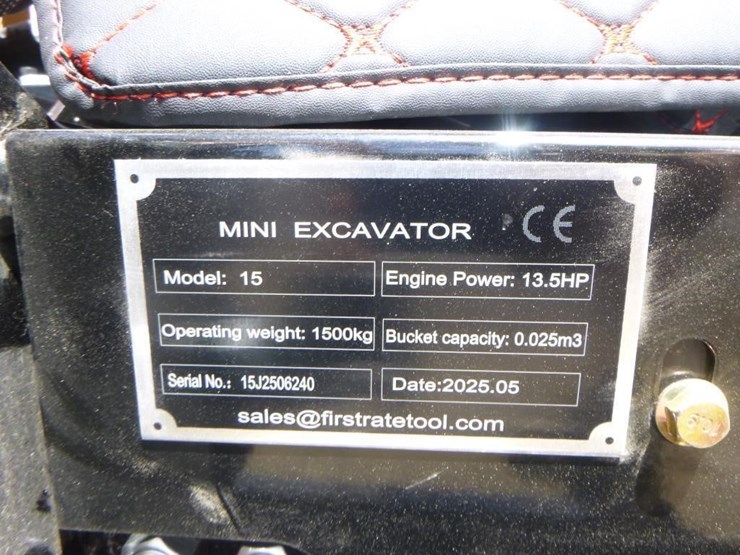 MINI EXCAVATOR CE
Model: 15
Engine Power: 13.5HP
Operating weight: 1500kg
Bucket capacity: 0.025m3
Serial No.: 15J2506240
Date:2025.05
sales@firstratetool.com